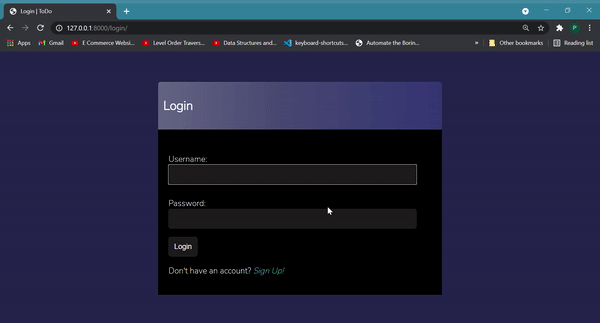 Login | ToDo
127.0.0.1:8000/login/
Apps Gmail E Commerce Websi... Level Order Travers... Data Structures and... keyboard-shortcuts... Automate the Borin... » Other bookmarks Reading list
Login
Username:
Password:
Login
Don't have an account? Sign Up!